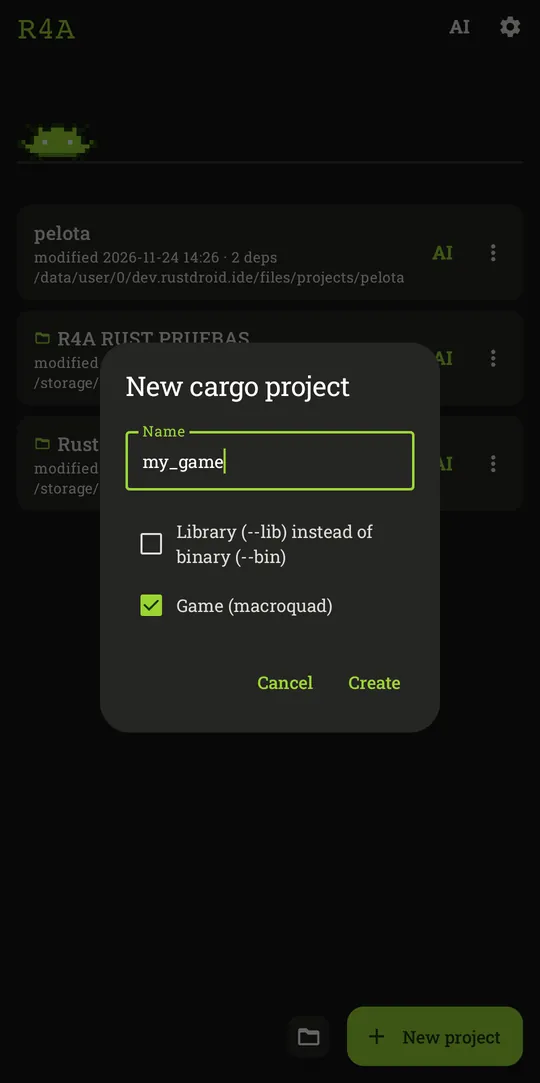 R4A
AI
pelota
modified 2026-11-24 14:26 · 2 deps
/data/user/0/dev.rustdroid.ide/files/projects/pelota
AI
R4A RUST PRUEBAS
modified
/storage/
AI
Rust
modified
/storage/
AI
New cargo project
Name
my_game
Library (--lib) instead of
binary (--bin)
Game (macroquad)
Cancel
Create
New project